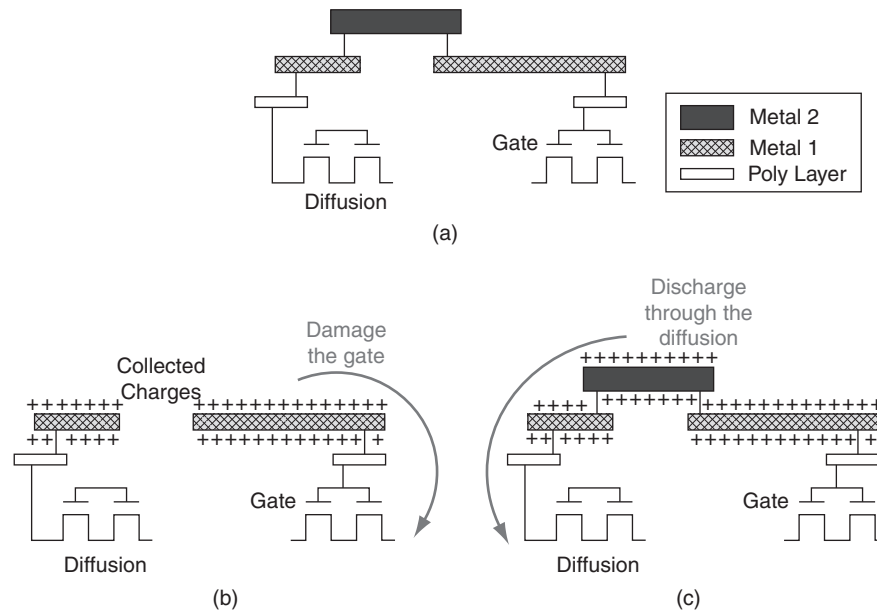 Metal 2
Metal 1
Poly Layer
Gate
Diffusion
(a)
Damage
the gate
Collected
Charges
+++++++
++++++++++++++
++ ++++
++++++++++++ +
Gate
Diffusion
(b)
Discharge
through the
diffusion
++++++++++
+++++++
++++
++++++++++++++
++ ++++
++++++++++++ +
Gate
Diffusion
(c)